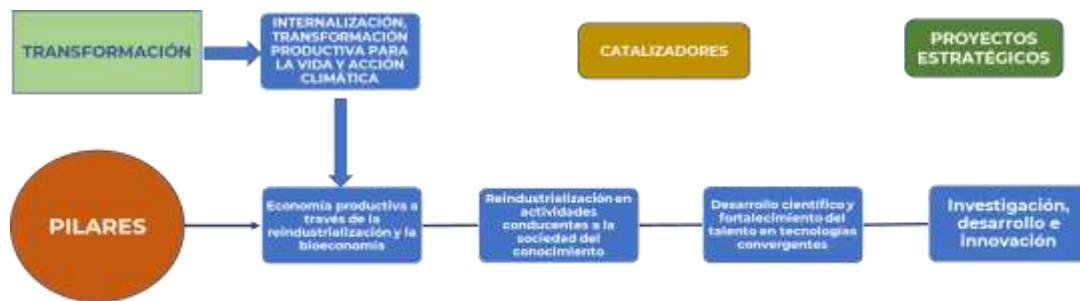 TRANSFORMACIÓN
INTERNALIZACIÓN,
TRANSFORMACIÓN
PRODUCTIVA PARA
LA VIDA Y ACCIÓN
CLIMÁTICA
CATALIZADORES
PROYECTOS
ESTRATÉGICOS
PILARES
Economía productiva a
través de la
reindustrialización y la
bioeconomía
Reindustrialización en
actividades
conducentes a la
sociedad del
conocimiento
Desarrollo científico y
fortalecimiento del
talento en tecnologías
convergentes
Investigación,
desarrollo e
innovación